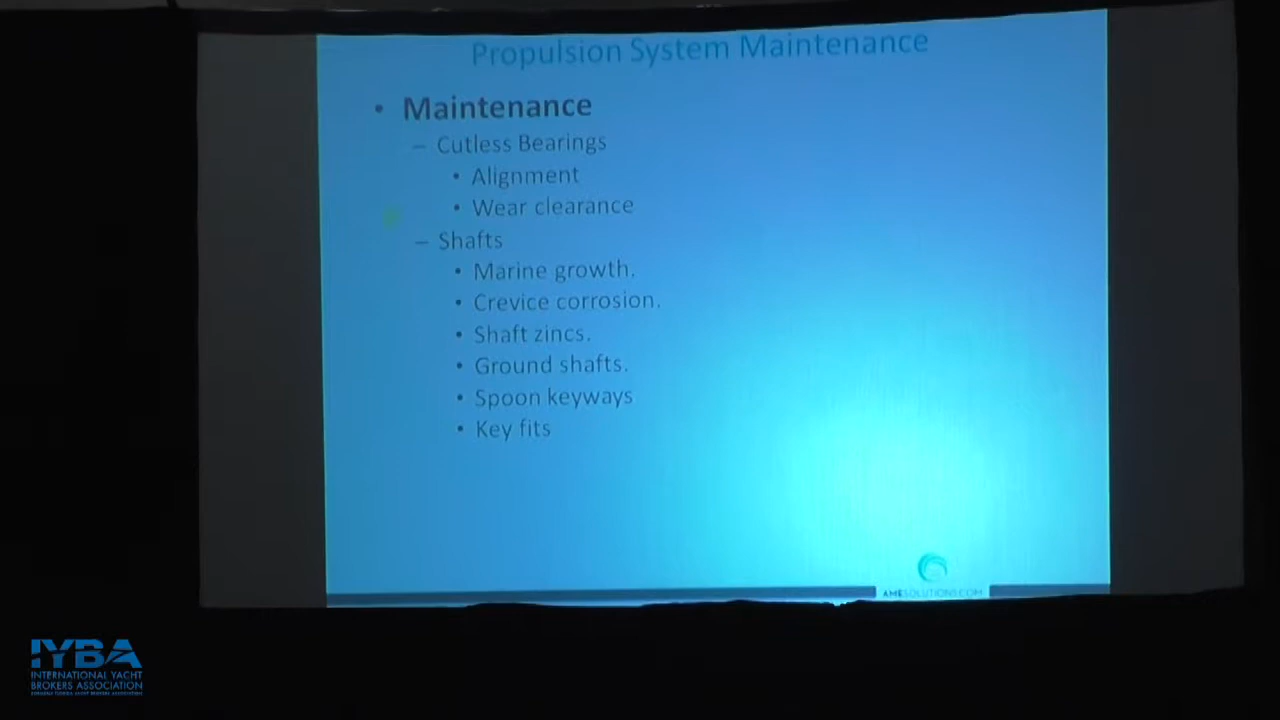 Propulsion System Maintenance
• Maintenance
– Cutless Bearings
• Alignment
• Wear clearance
– Shafts
• Marine growth.
• Crevice corrosion.
• Shaft zincs.
• Ground shafts.
• Spoon keyways
• Key fits
AMESOLUTIONS.COM
IYBA
INTERNATIONAL YACHT
BROKERS ASSOCIATION